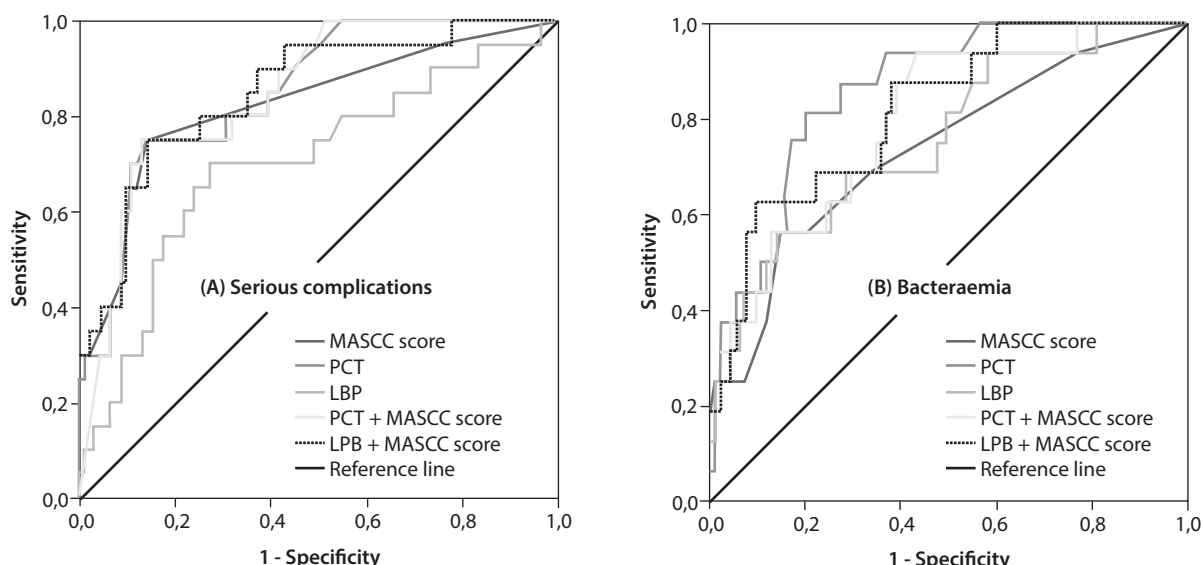 1,0
0,8
0,6
0,4
0,2
0,0
Sensitivity
0,0 0,2 0,4 0,6 0,8 1,0
1 - Specificity
(A) Serious complications
MASCC score
PCT
LBP
PCT + MASCC score
LPB + MASCC score
Reference line
1,0
0,8
0,6
0,4
0,2
0,0
Sensitivity
0,0 0,2 0,4 0,6 0,8 1,0
1 - Specificity
(B) Bacteraemia
MASCC score
PCT
LBP
PCT + MASCC score
LPB + MASCC score
Reference line